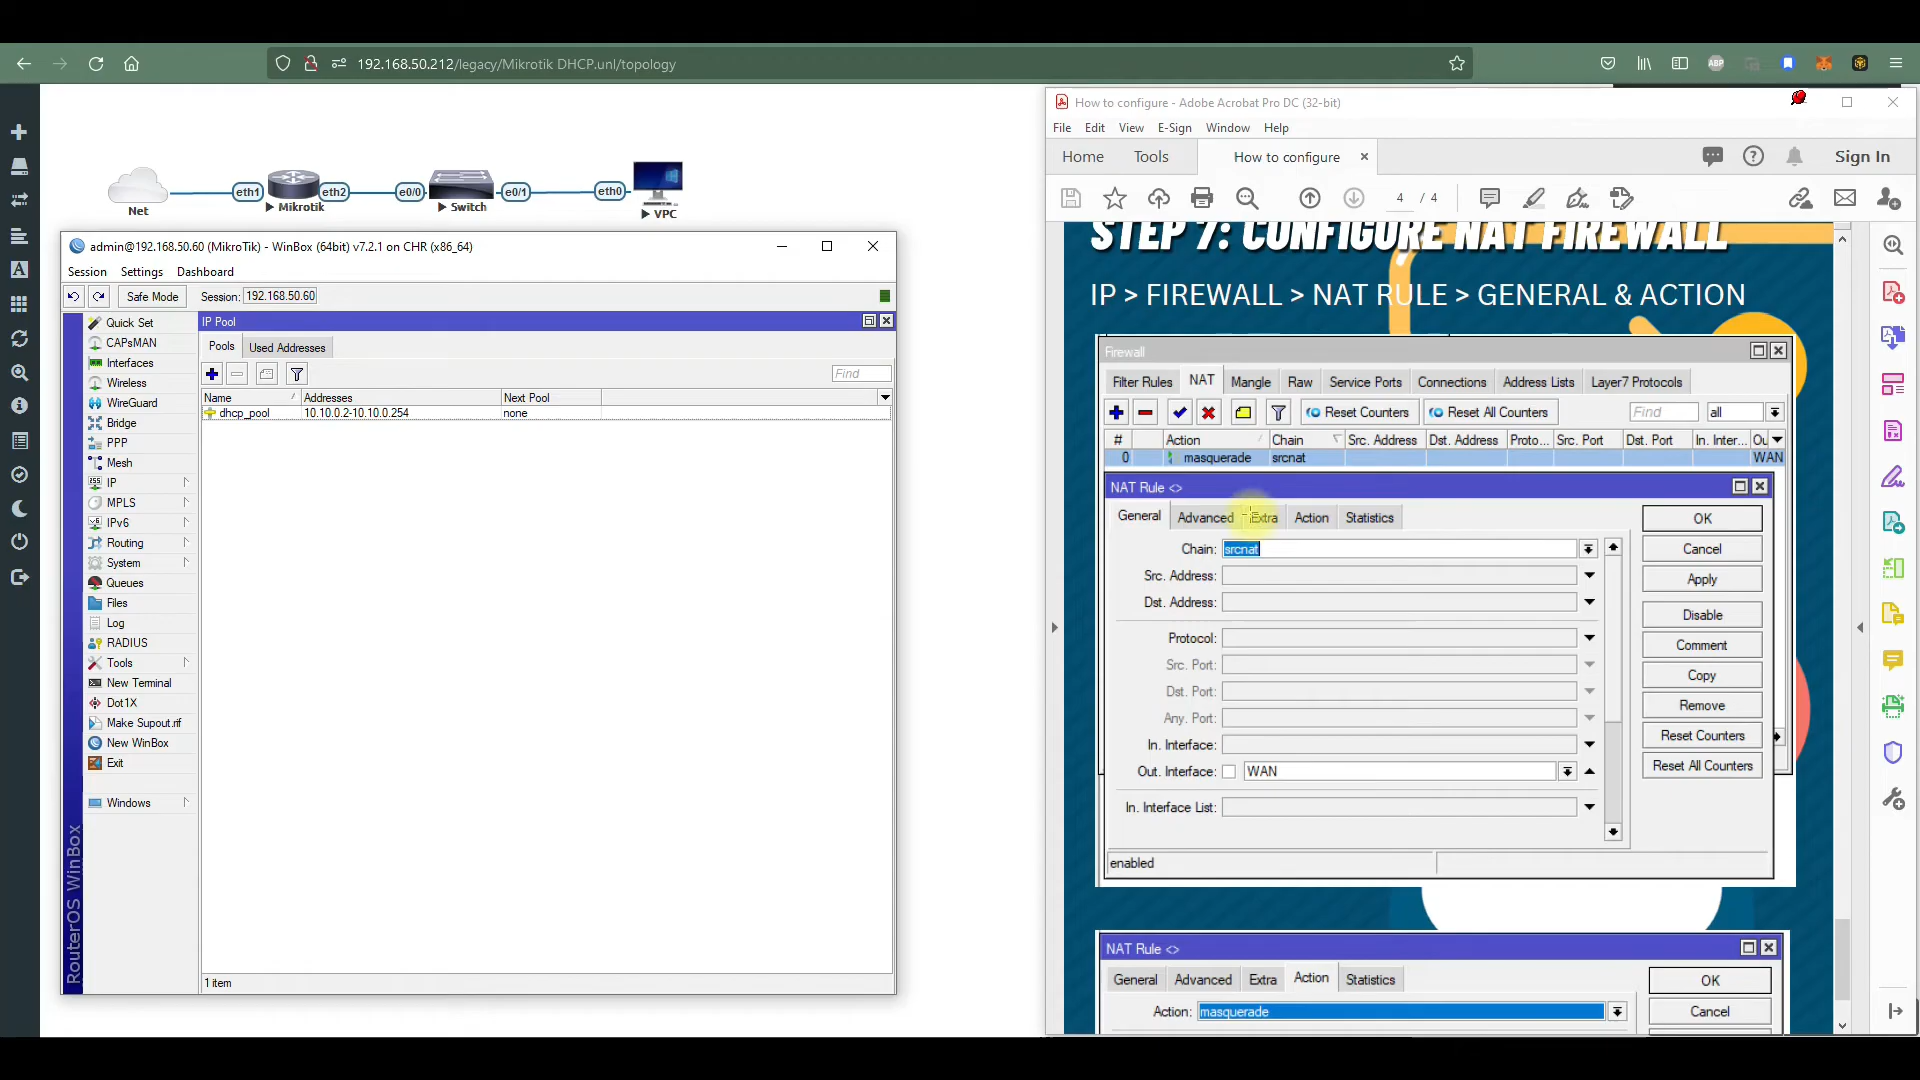 192.168.50.212/legacy/Mikrotik DHCP.unl/topology
ABP
Net
eth1
Mikrotik
eth2
e0/0
Switch
e0/1
eth0
VPC
admin@192.168.50.60 (MikroTik) - WinBox (64bit) v7.2.1 on CHR (x86_64)
Session Settings Dashboard
Safe Mode Session: 192.168.50.60
Quick Set
CAPsMAN
Interfaces
Wireless
WireGuard
Bridge
PPP
Mesh
IP
MPLS
IPv6
Routing
System
Queues
Files
Log
RADIUS
Tools
New Terminal
Dot1X
Make Supout.rif
New WinBox
Exit
Windows
RouterOS WinBox
IP Pool
Pools Used Addresses
Find
Name Addresses Next Pool
dhcp_pool 10.10.0.2-10.10.0.254 none
1 item
How to configure - Adobe Acrobat Pro DC (32-bit)
File Edit View E-Sign Window Help
Home Tools How to configure Sign In
4 / 4
STEP 7: CONFIGURE NAT FIREWALL
IP > FIREWALL > NAT RULE > GENERAL & ACTION
Firewall
Filter Rules NAT Mangle Raw Service Ports Connections Address Lists Layer7 Protocols
Reset Counters Reset All Counters Find all
# Action Chain Src. Address Dst. Address Proto... Src. Port Dst. Port In. Inter... Ou
0 masquerade srcnat WAN
NAT Rule <>
General Advanced Extra Action Statistics
Chain: srcnat
Src. Address:
Dst. Address:
Protocol:
Src. Port:
Dst. Port:
Any. Port:
In. Interface:
Out. Interface: WAN
In. Interface List:
OK
Cancel
Apply
Disable
Comment
Copy
Remove
Reset Counters
Reset All Counters
enabled
NAT Rule <>
General Advanced Extra Action Statistics
Action: masquerade
OK
Cancel